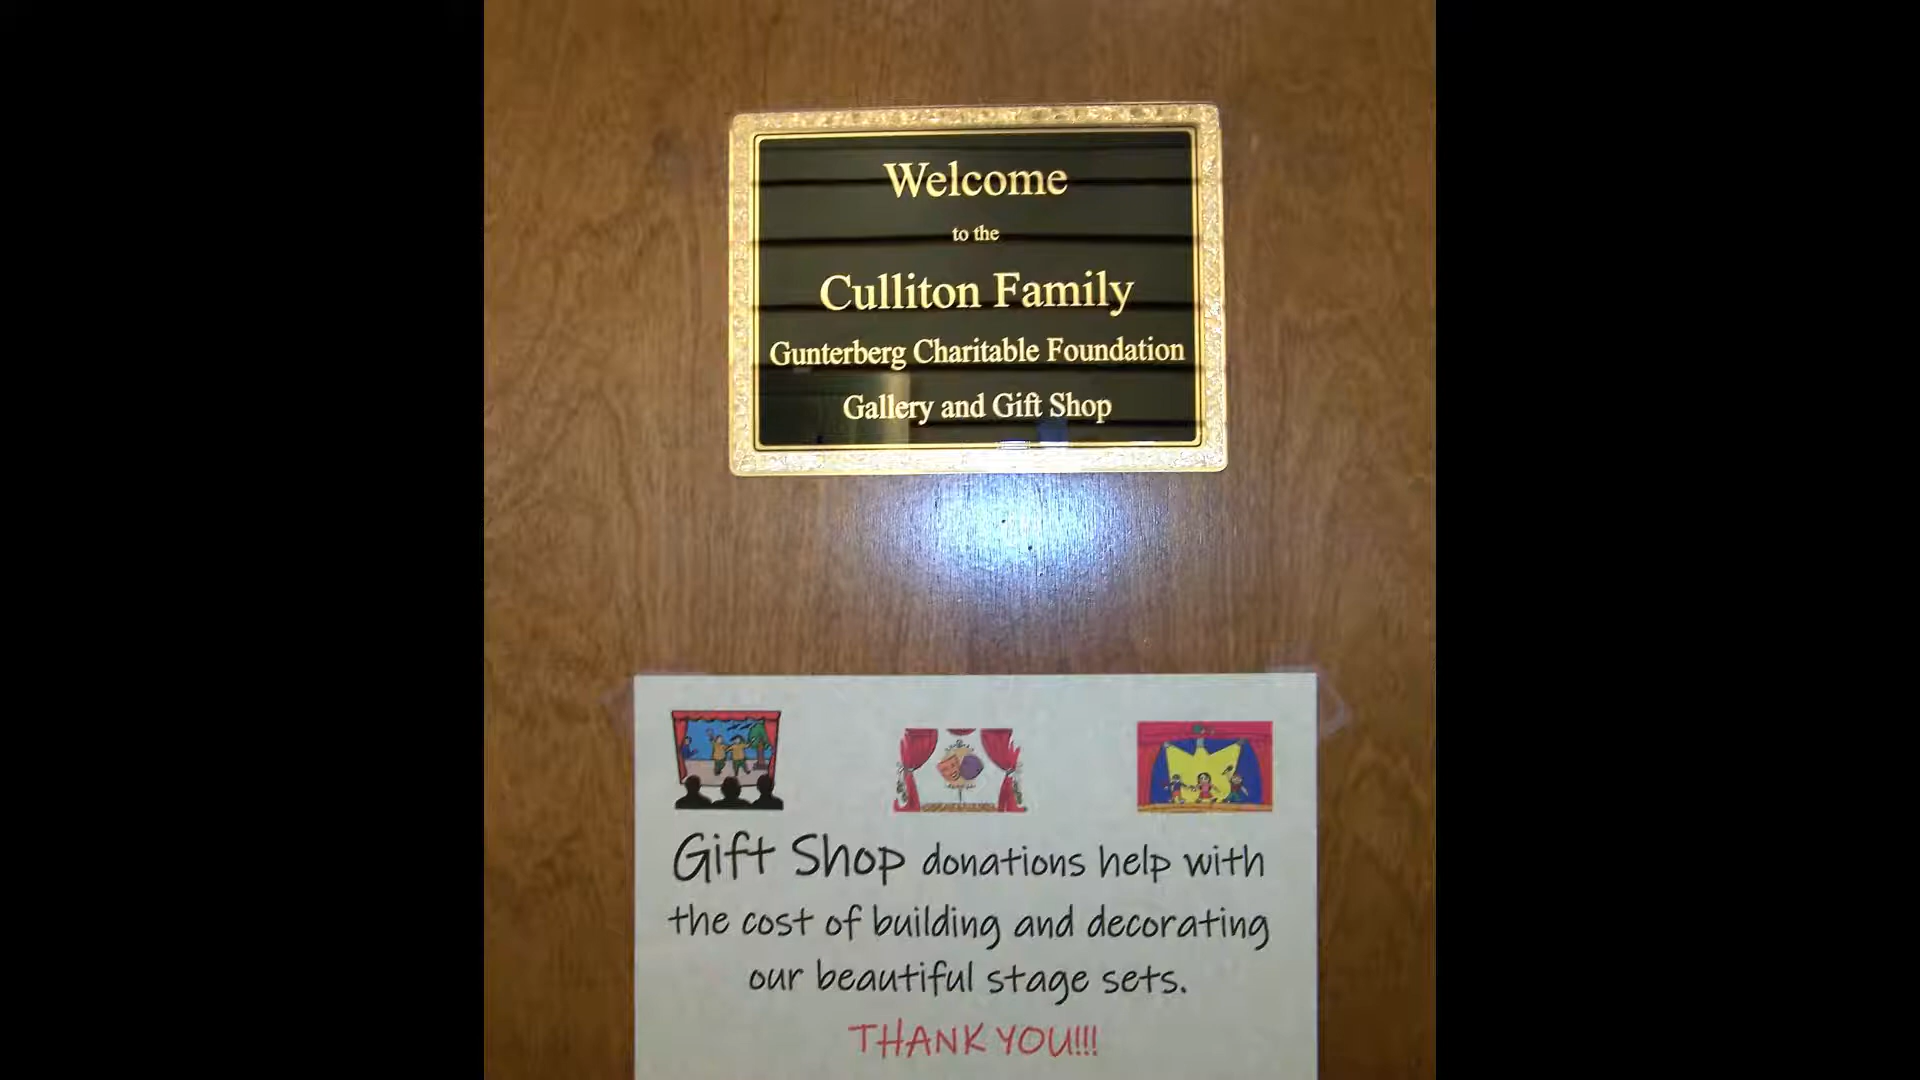 Welcome
to the
Culliton Family
Gunterberg Charitable Foundation
Gallery and Gift Shop
Gift Shop donations help with
the cost of building and decorating
our beautiful stage sets.
THANK YOU!!!